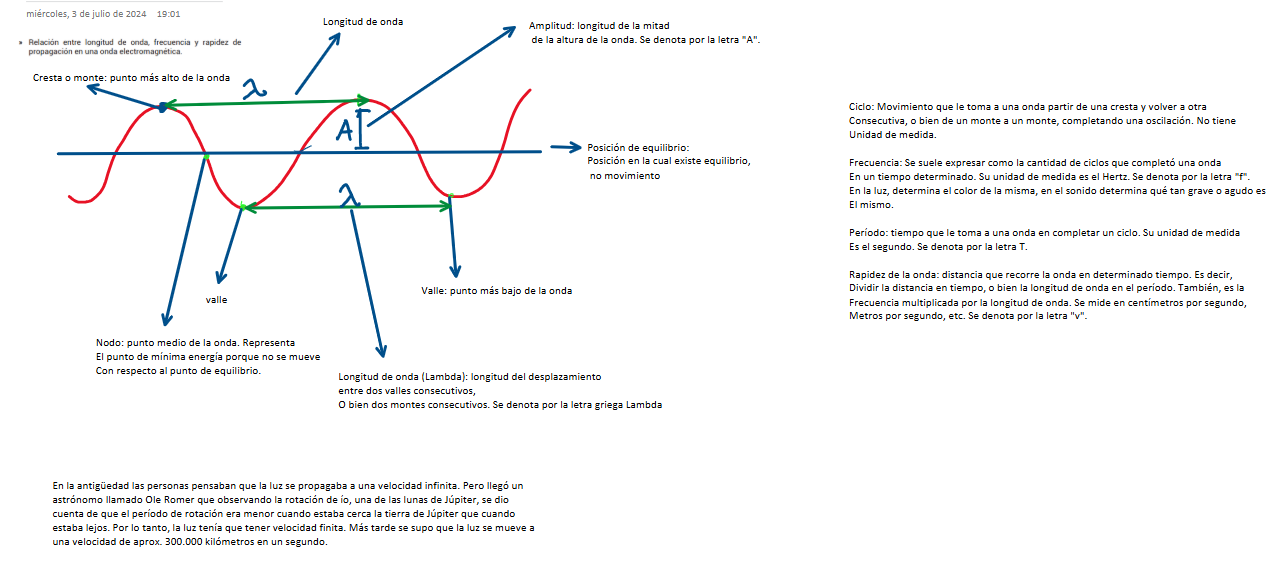 miércoles, 3 de julio de 2024 19:01
» Relación entre longitud de onda, frecuencia y rapidez de
propagación en una onda electromagnética.
Longitud de onda
Amplitud: longitud de la mitad
de la altura de la onda. Se denota por la letra "A".
Cresta o monte: punto más alto de la onda
λ
A
Posición de equilibrio:
Posición en la cual existe equilibrio,
no movimiento
λ
valle
Valle: punto más bajo de la onda
Nodo: punto medio de la onda. Representa
El punto de mínima energía porque no se mueve
Con respecto al punto de equilibrio.
Longitud de onda (Lambda): longitud del desplazamiento
entre dos valles consecutivos,
O bien dos montes consecutivos. Se denota por la letra griega Lambda
Ciclo: Movimiento que le toma a una onda partir de una cresta y volver a otra
Consecutiva, o bien de un monte a un monte, completando una oscilación. No tiene
Unidad de medida.
Frecuencia: Se suele expresar como la cantidad de ciclos que completó una onda
En un tiempo determinado. Su unidad de medida es el Hertz. Se denota por la letra "f".
En la luz, determina el color de la misma, en el sonido determina qué tan grave o agudo es
El mismo.
Período: tiempo que le toma a una onda en completar un ciclo. Su unidad de medida
Es el segundo. Se denota por la letra T.
Rapidez de la onda: distancia que recorre la onda en determinado tiempo. Es decir,
Dividir la distancia en tiempo, o bien la longitud de onda en el período. También, es la
Frecuencia multiplicada por la longitud de onda. Se mide en centímetros por segundo,
Metros por segundo, etc. Se denota por la letra "v".
En la antigüedad las personas pensaban que la luz se propagaba a una velocidad infinita. Pero llegó un
astrónomo llamado Ole Romer que observando la rotación de ío, una de las lunas de Júpiter, se dio
cuenta de que el período de rotación era menor cuando estaba cerca la tierra de Júpiter que cuando
estaba lejos. Por lo tanto, la luz tenía que tener velocidad finita. Más tarde se supo que la luz se mueve a
una velocidad de aprox. 300.000 kilómetros en un segundo.